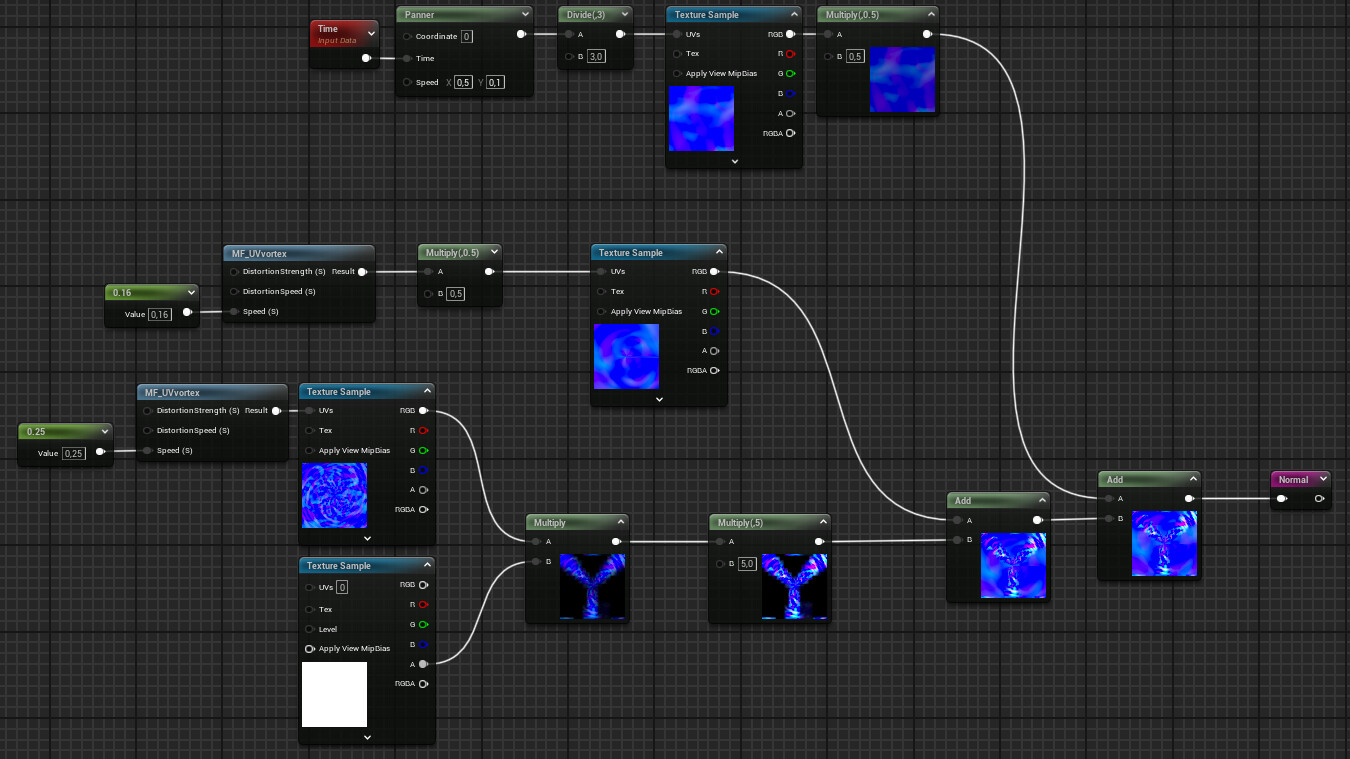 Time
Input Data
Panner
Coordinate 0
Time
Speed X 0,5 Y 0,1
Divide(,3)
A
B 3,0
Texture Sample
UVs RGB
Tex R
Apply View MipBias G
B
A
RGBA
Multiply(,0.5)
A
B 0,5
0.16
Value 0,16
MF_UVvortex
DistortionStrength (S) Result
DistortionSpeed (S)
Speed (S)
Multiply(,0.5)
A
B 0,5
Texture Sample
UVs RGB
Tex R
Apply View MipBias G
B
A
RGBA
0.25
Value 0,25
MF_UVvortex
DistortionStrength (S) Result
DistortionSpeed (S)
Speed (S)
Texture Sample
UVs RGB
Tex R
Apply View MipBias G
B
A
RGBA
Texture Sample
UVs 0 RGB
Tex R
Level G
Apply View MipBias B
A
RGBA
Multiply
A
B
Multiply(,5)
A
B 5,0
Add
A
B
Add
A
B
Normal